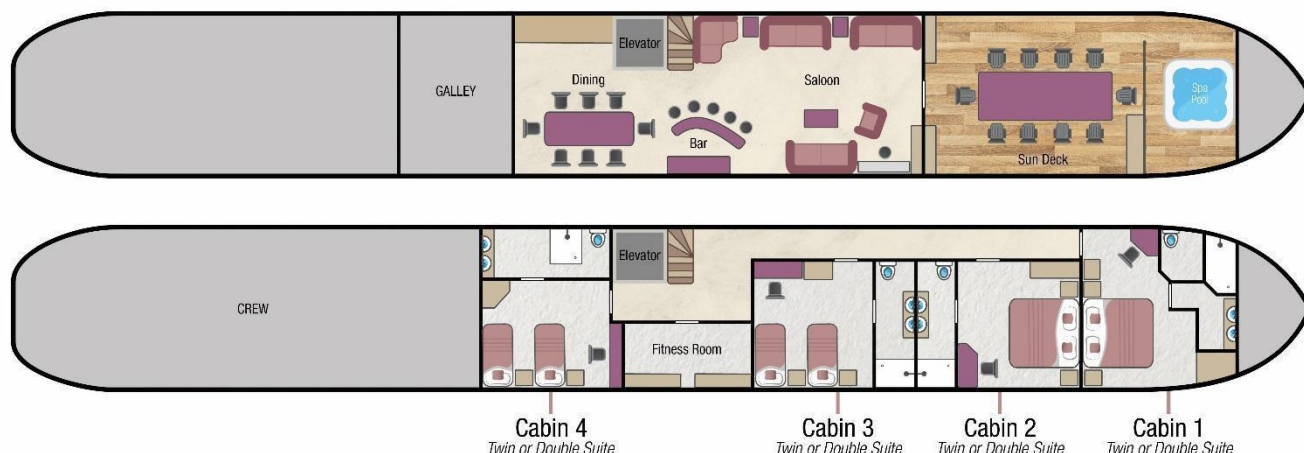 GALLEY
Dining
Elevator
Bar
Saloon
Sun Deck
Spa
Pool
CREW
Elevator
Fitness Room
Cabin 4
Twin or Double Suite
Cabin 3
Twin or Double Suite
Cabin 2
Twin or Double Suite
Cabin 1
Twin or Double Suite